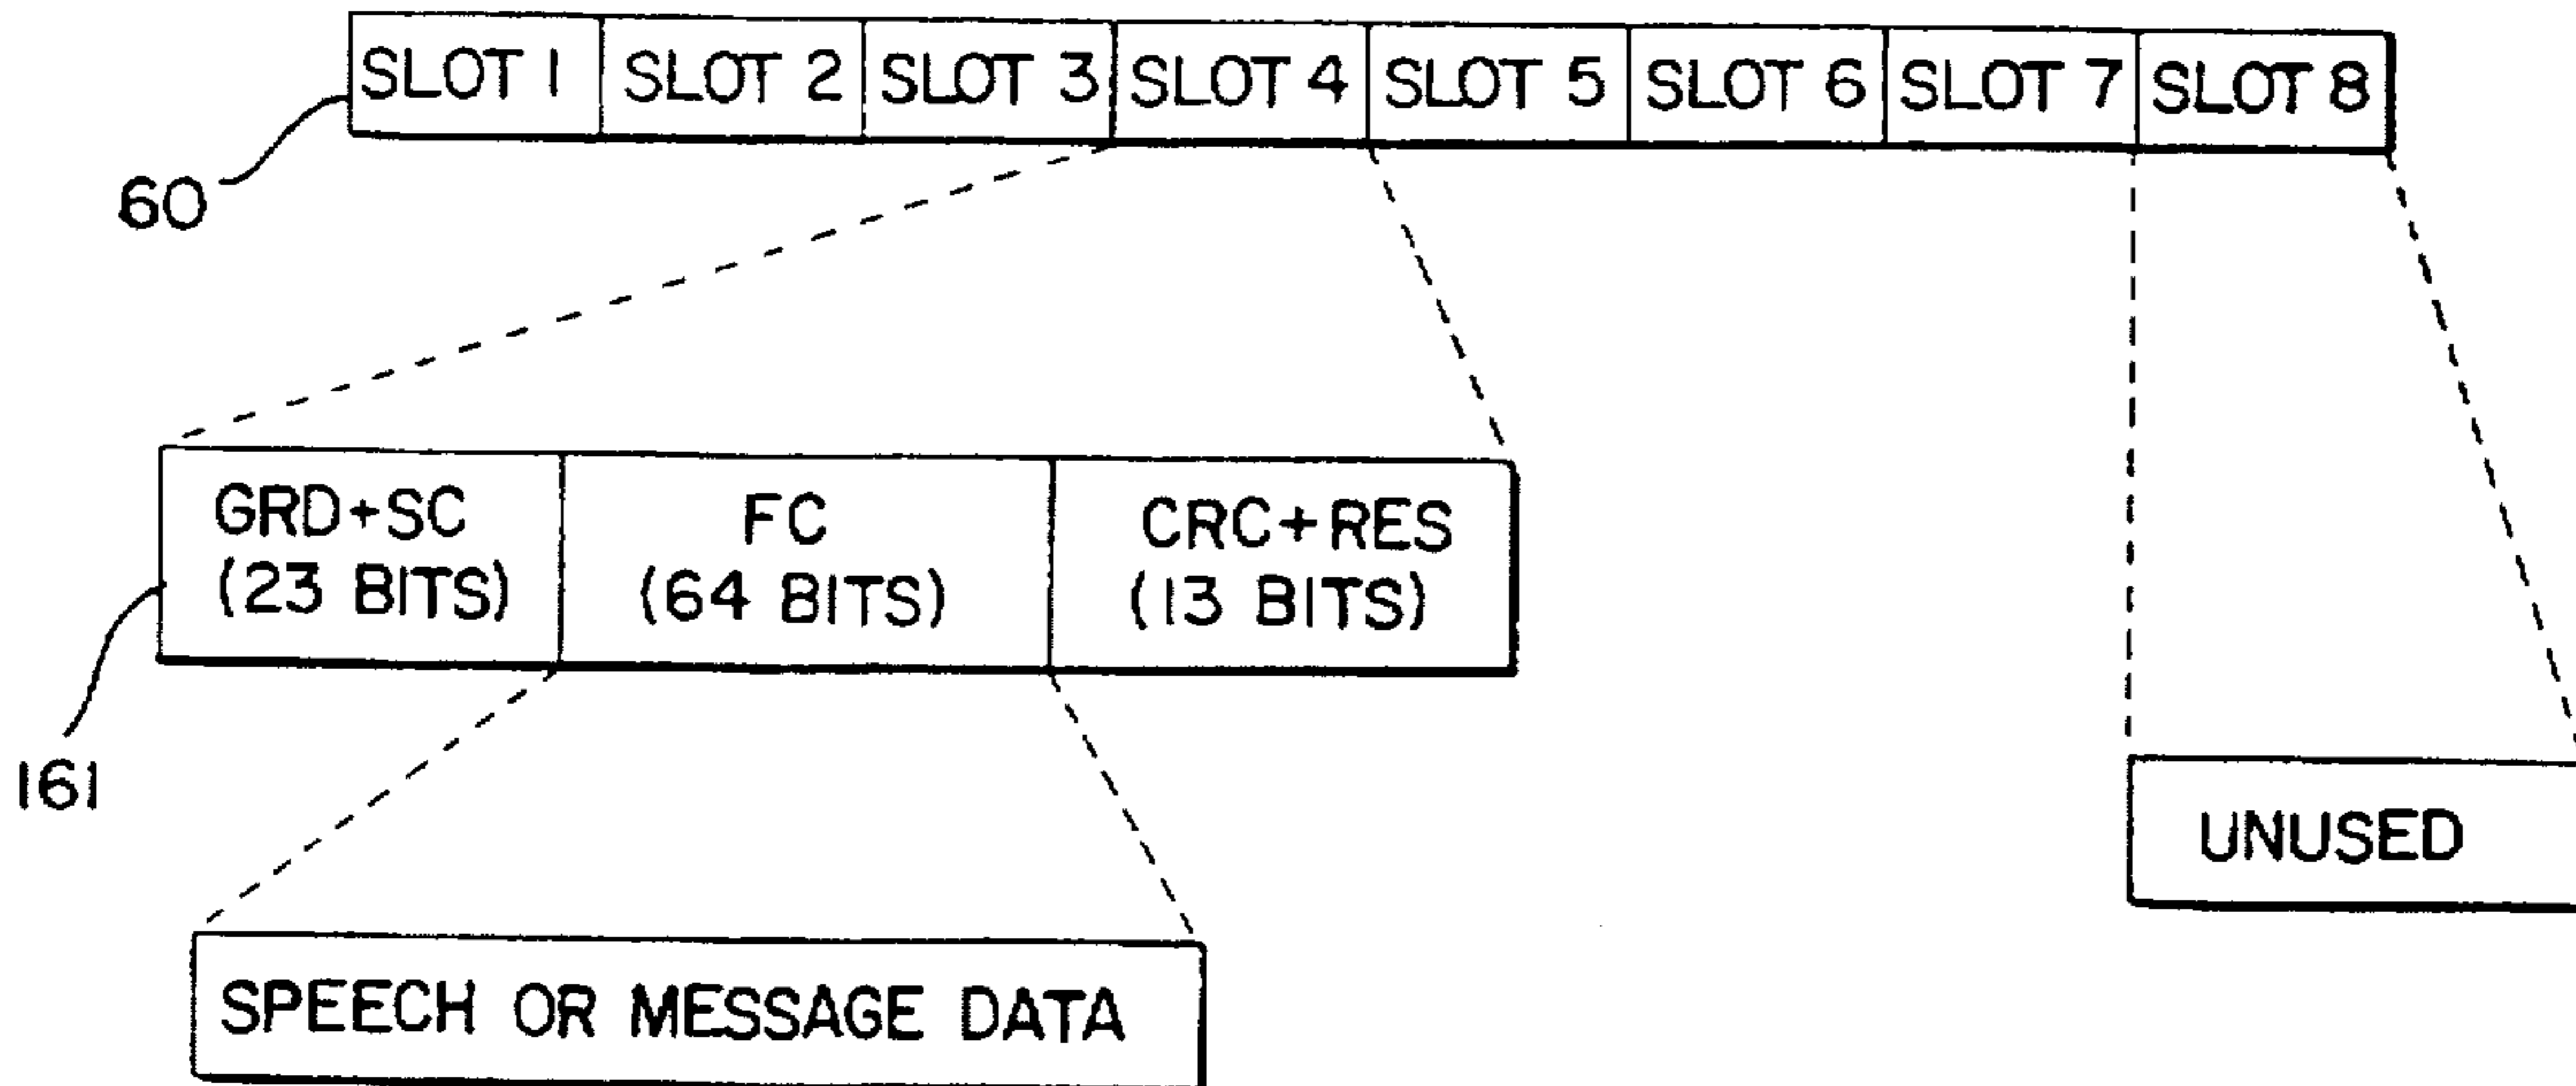 SLOT 1 SLOT 2 SLOT 3 SLOT 4 SLOT 5 SLOT 6 SLOT 7 SLOT 8
60
GRD+SC
(23 BITS)
FC
(64 BITS)
CRC+RES
(13 BITS)
161
UNUSED
SPEECH OR MESSAGE DATA